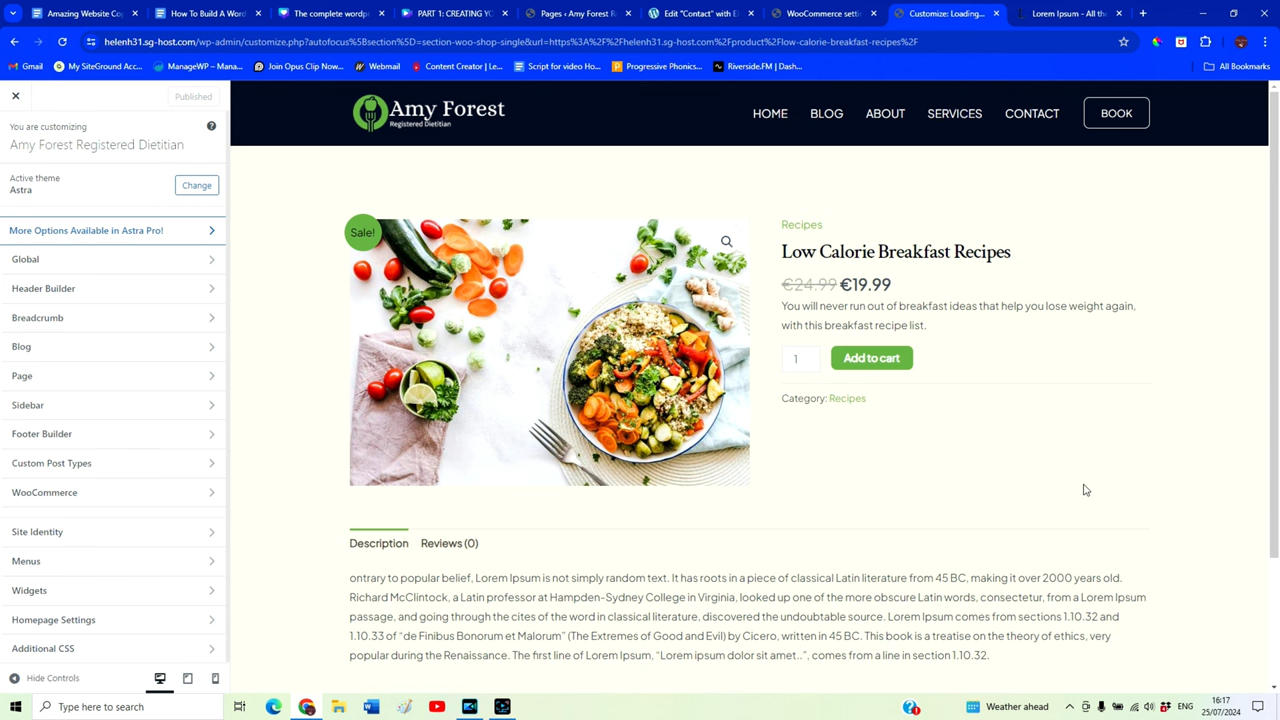 Amazing Website Cop
How To Build A Word
The complete wordp
PART 1: CREATING YO
Pages ‹ Amy Forest R
Edit "Contact" with El
WooCommerce setti
Customize: Loading...
Lorem Ipsum - All the
helenh31.sg-host.com/wp-admin/customize.php?autofocus%5Bsection%5D=section-woo-shop-single&url=https%3A%2F%2Fhelenh31.sg-host.com%2Fproduct%2Flow-calorie-breakfast-recipes%2F
Gmail
My SiteGround Acc...
ManageWP – Mana...
Join Opus Clip Now...
Webmail
Content Creator | Le...
Script for video Ho...
Progressive Phonics...
Riverside.FM | Dash...
All Bookmarks
Published
You are customizing
Amy Forest Registered Dietitian
Active theme
Astra
Change
More Options Available in Astra Pro!
Global
Header Builder
Breadcrumb
Blog
Page
Sidebar
Footer Builder
Custom Post Types
WooCommerce
Site Identity
Menus
Widgets
Homepage Settings
Additional CSS
Hide Controls
Amy Forest
Registered Dietitian
HOME
BLOG
ABOUT
SERVICES
CONTACT
BOOK
Sale!
Recipes
Low Calorie Breakfast Recipes
€24.99 €19.99
You will never run out of breakfast ideas that help you lose weight again,
with this breakfast recipe list.
1
Add to cart
Category: Recipes
Description
Reviews (0)
ontrary to popular belief, Lorem Ipsum is not simply random text. It has roots in a piece of classical Latin literature from 45 BC, making it over 2000 years old.
Richard McClintock, a Latin professor at Hampden-Sydney College in Virginia, looked up one of the more obscure Latin words, consectetur, from a Lorem Ipsum
passage, and going through the cites of the word in classical literature, discovered the undoubtable source. Lorem Ipsum comes from sections 1.10.32 and
1.10.33 of “de Finibus Bonorum et Malorum” (The Extremes of Good and Evil) by Cicero, written in 45 BC. This book is a treatise on the theory of ethics, very
popular during the Renaissance. The first line of Lorem Ipsum, “Lorem ipsum dolor sit amet..”, comes from a line in section 1.10.32.
Type here to search
Weather ahead
ENG
16:17
25/07/2024